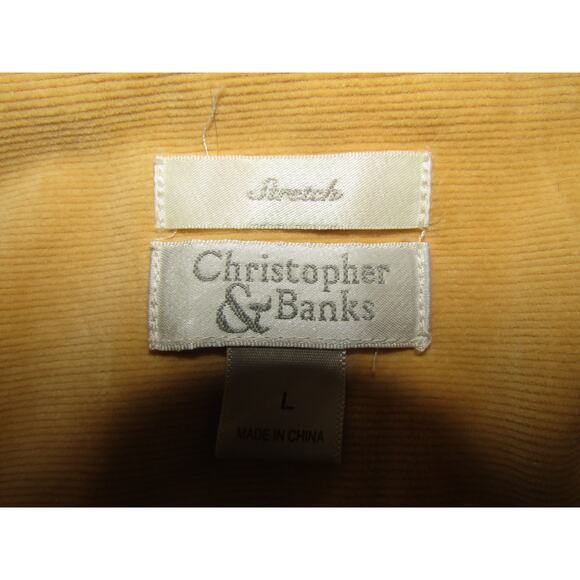 Stretch
Christopher
& Banks
L
MADE IN CHINA